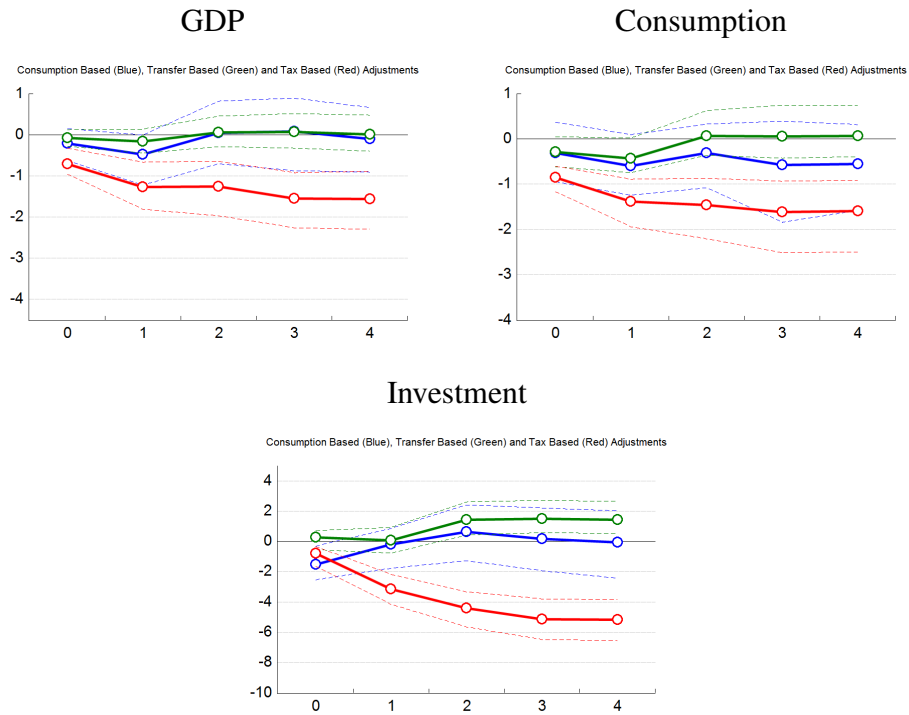 GDP
Consumption Based (Blue), Transfer Based (Green) and Tax Based (Red) Adjustments
1
0
-1
-2
-3
-4
0 1 2 3 4
Consumption
Consumption Based (Blue), Transfer Based (Green) and Tax Based (Red) Adjustments
1
0
-1
-2
-3
-4
0 1 2 3 4
Investment
Consumption Based (Blue), Transfer Based (Green) and Tax Based (Red) Adjustments
4
2
0
-2
-4
-6
-8
-10
0 1 2 3 4